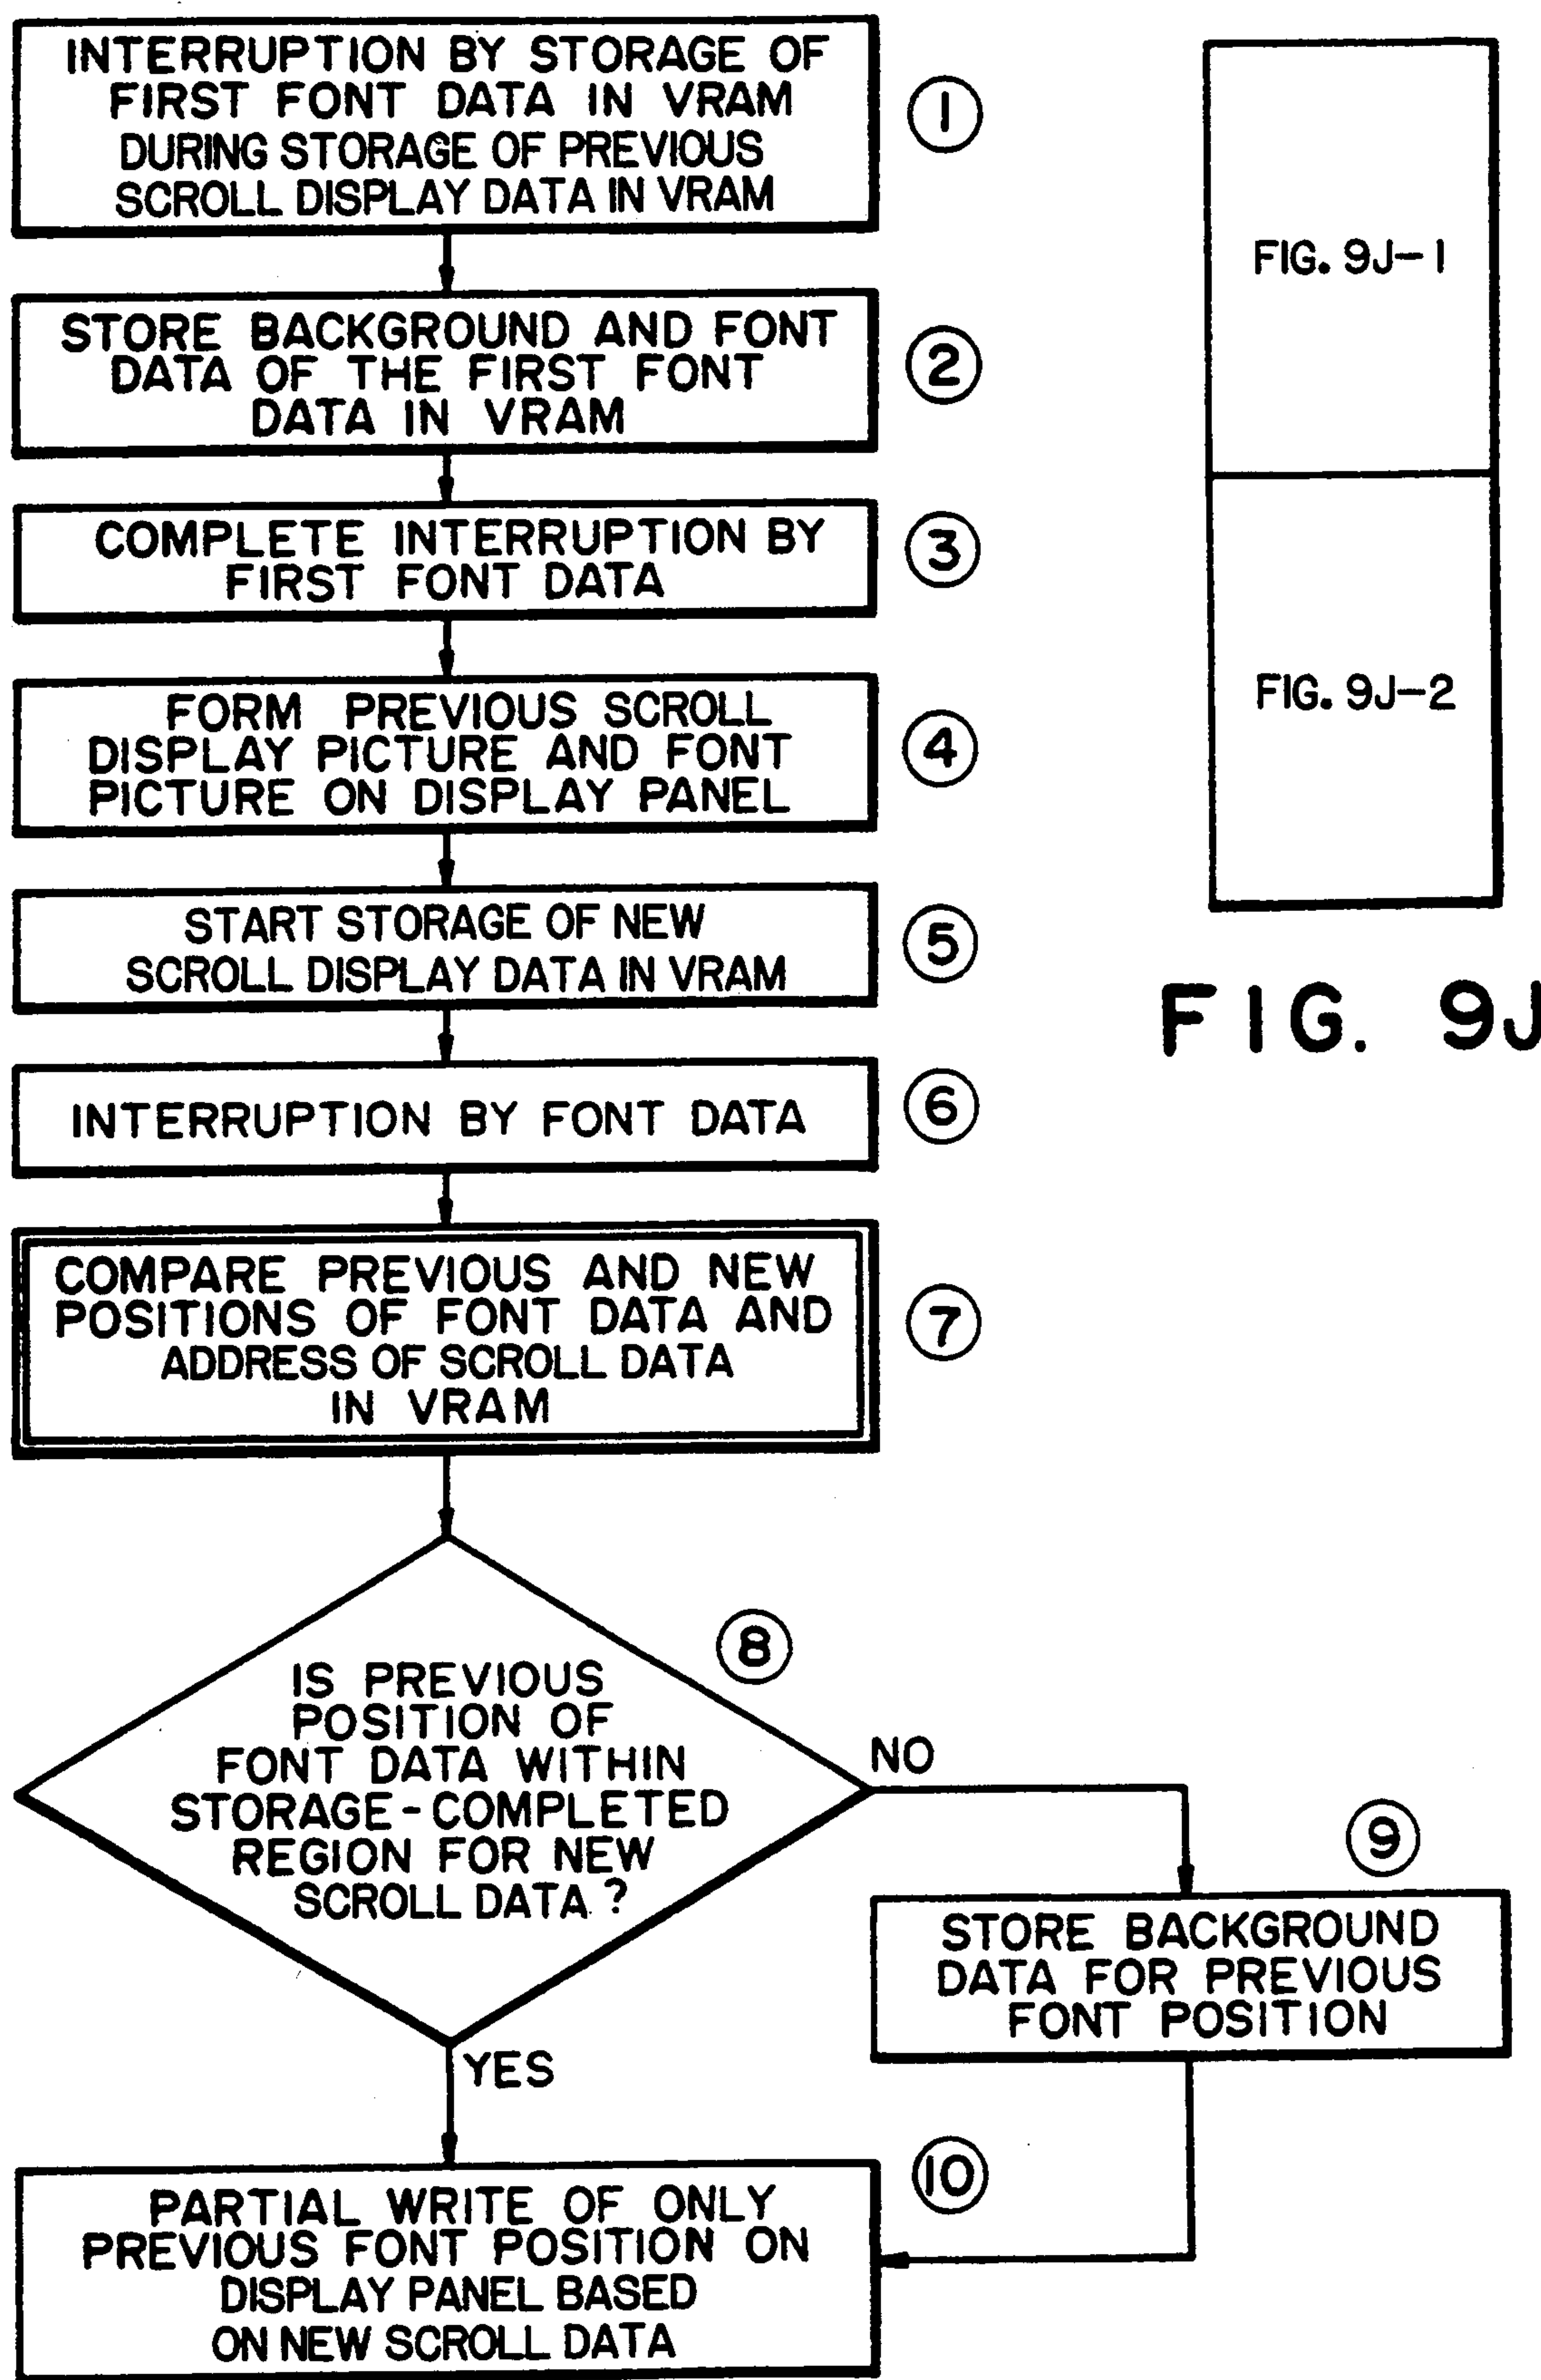 INTERRUPTION BY STORAGE OF
FIRST FONT DATA IN VRAM
DURING STORAGE OF PREVIOUS
SCROLL DISPLAY DATA IN VRAM
1
STORE BACKGROUND AND FONT
DATA OF THE FIRST FONT
DATA IN VRAM
2
COMPLETE INTERRUPTION BY
FIRST FONT DATA
3
FORM PREVIOUS SCROLL
DISPLAY PICTURE AND FONT
PICTURE ON DISPLAY PANEL
4
START STORAGE OF NEW
SCROLL DISPLAY DATA IN VRAM
5
INTERRUPTION BY FONT DATA
6
COMPARE PREVIOUS AND NEW
POSITIONS OF FONT DATA AND
ADDRESS OF SCROLL DATA
IN VRAM
7
8
IS PREVIOUS
POSITION OF
FONT DATA WITHIN
STORAGE-COMPLETED
REGION FOR NEW
SCROLL DATA?
NO
YES
9
STORE BACKGROUND
DATA FOR PREVIOUS
FONT POSITION
10
PARTIAL WRITE OF ONLY
PREVIOUS FONT POSITION ON
DISPLAY PANEL BASED
ON NEW SCROLL DATA
FIG. 9J-1
FIG. 9J-2
FIG. 9J